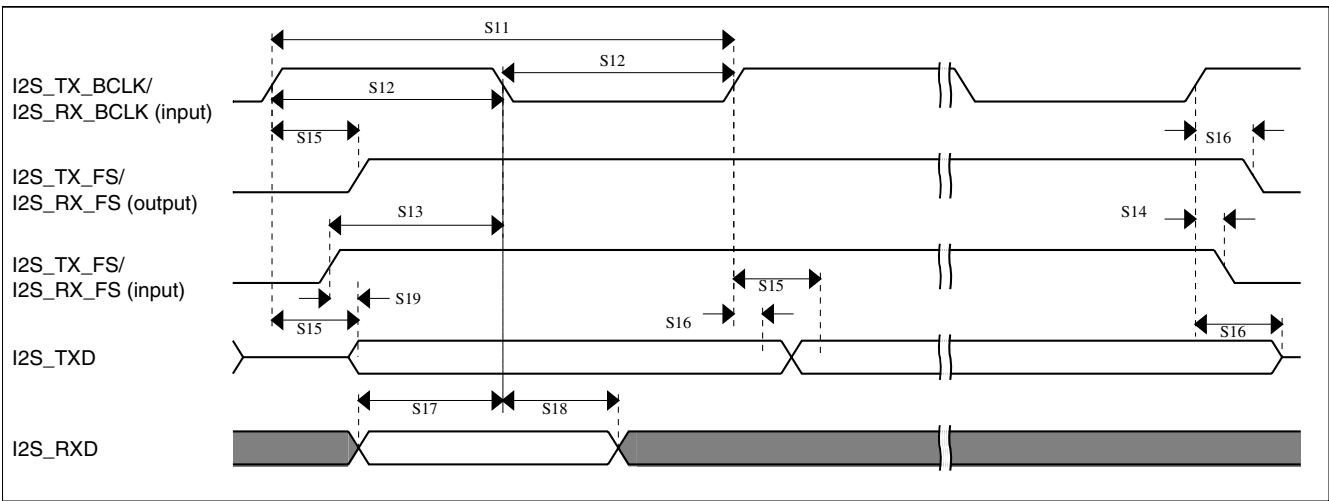 S11
I2S_TX_BCLK/
I2S_RX_BCLK (input)
S12
S12
S15
S16
I2S_TX_FS/
I2S_RX_FS (output)
S13
S14
I2S_TX_FS/
I2S_RX_FS (input)
S15
S19
S16
S15
S16
I2S_TXD
S17
S18
I2S_RXD